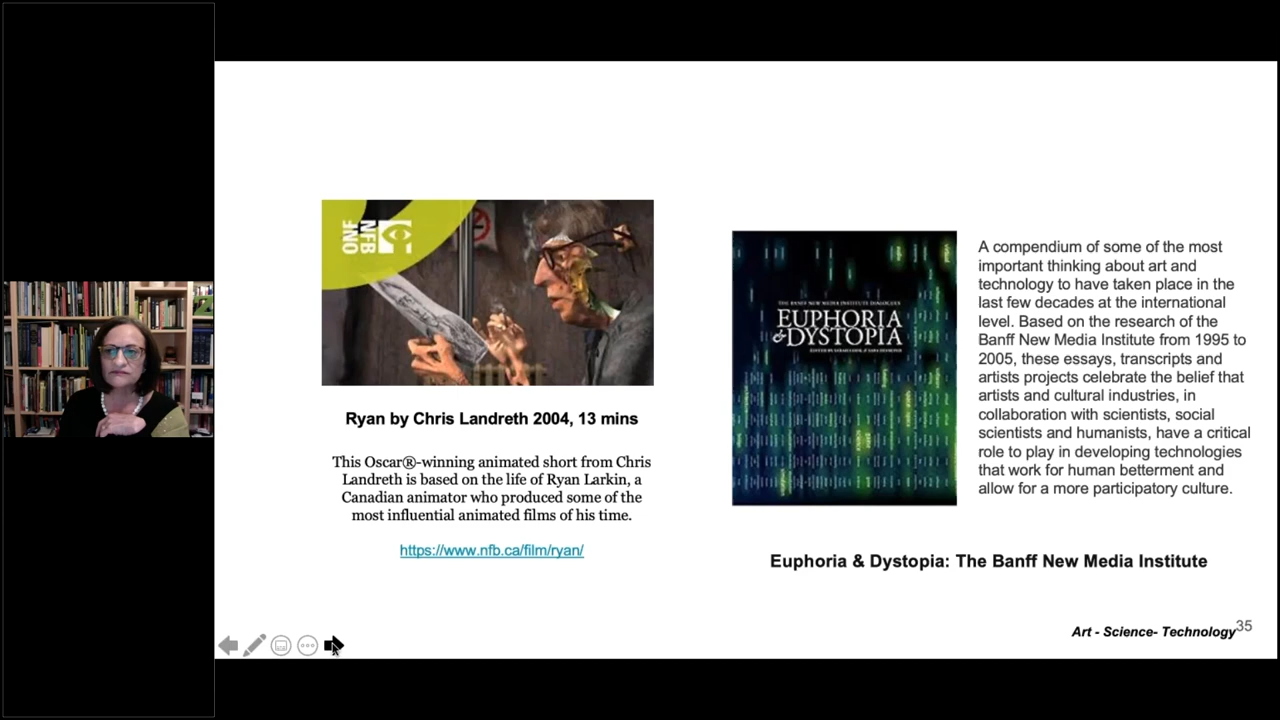 ONF
NFB
Ryan by Chris Landreth 2004, 13 mins
This Oscar®-winning animated short from Chris
Landreth is based on the life of Ryan Larkin, a
Canadian animator who produced some of the
most influential animated films of his time.
https://www.nfb.ca/film/ryan/
THE BANFF NEW MEDIA INSTITUTE DIALOGUES
EUPHORIA
& DYSTOPIA
A compendium of some of the most
important thinking about art and
technology to have taken place in the
last few decades at the international
level. Based on the research of the
Banff New Media Institute from 1995 to
2005, these essays, transcripts and
artists projects celebrate the belief that
artists and cultural industries, in
collaboration with scientists, social
scientists and humanists, have a critical
role to play in developing technologies
that work for human betterment and
allow for a more participatory culture.
Euphoria & Dystopia: The Banff New Media Institute
Art - Science- Technology
35